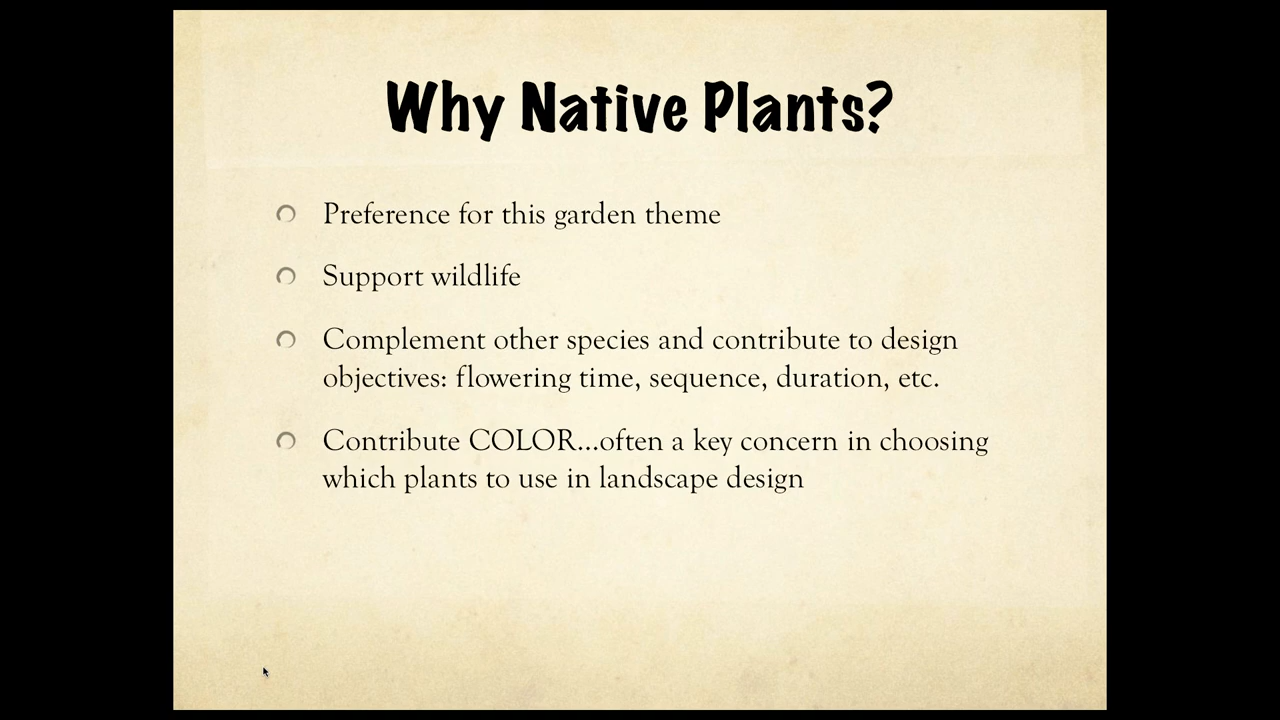 Why Native Plants?
Preference for this garden theme
Support wildlife
Complement other species and contribute to design
objectives: flowering time, sequence, duration, etc.
Contribute COLOR...often a key concern in choosing
which plants to use in landscape design